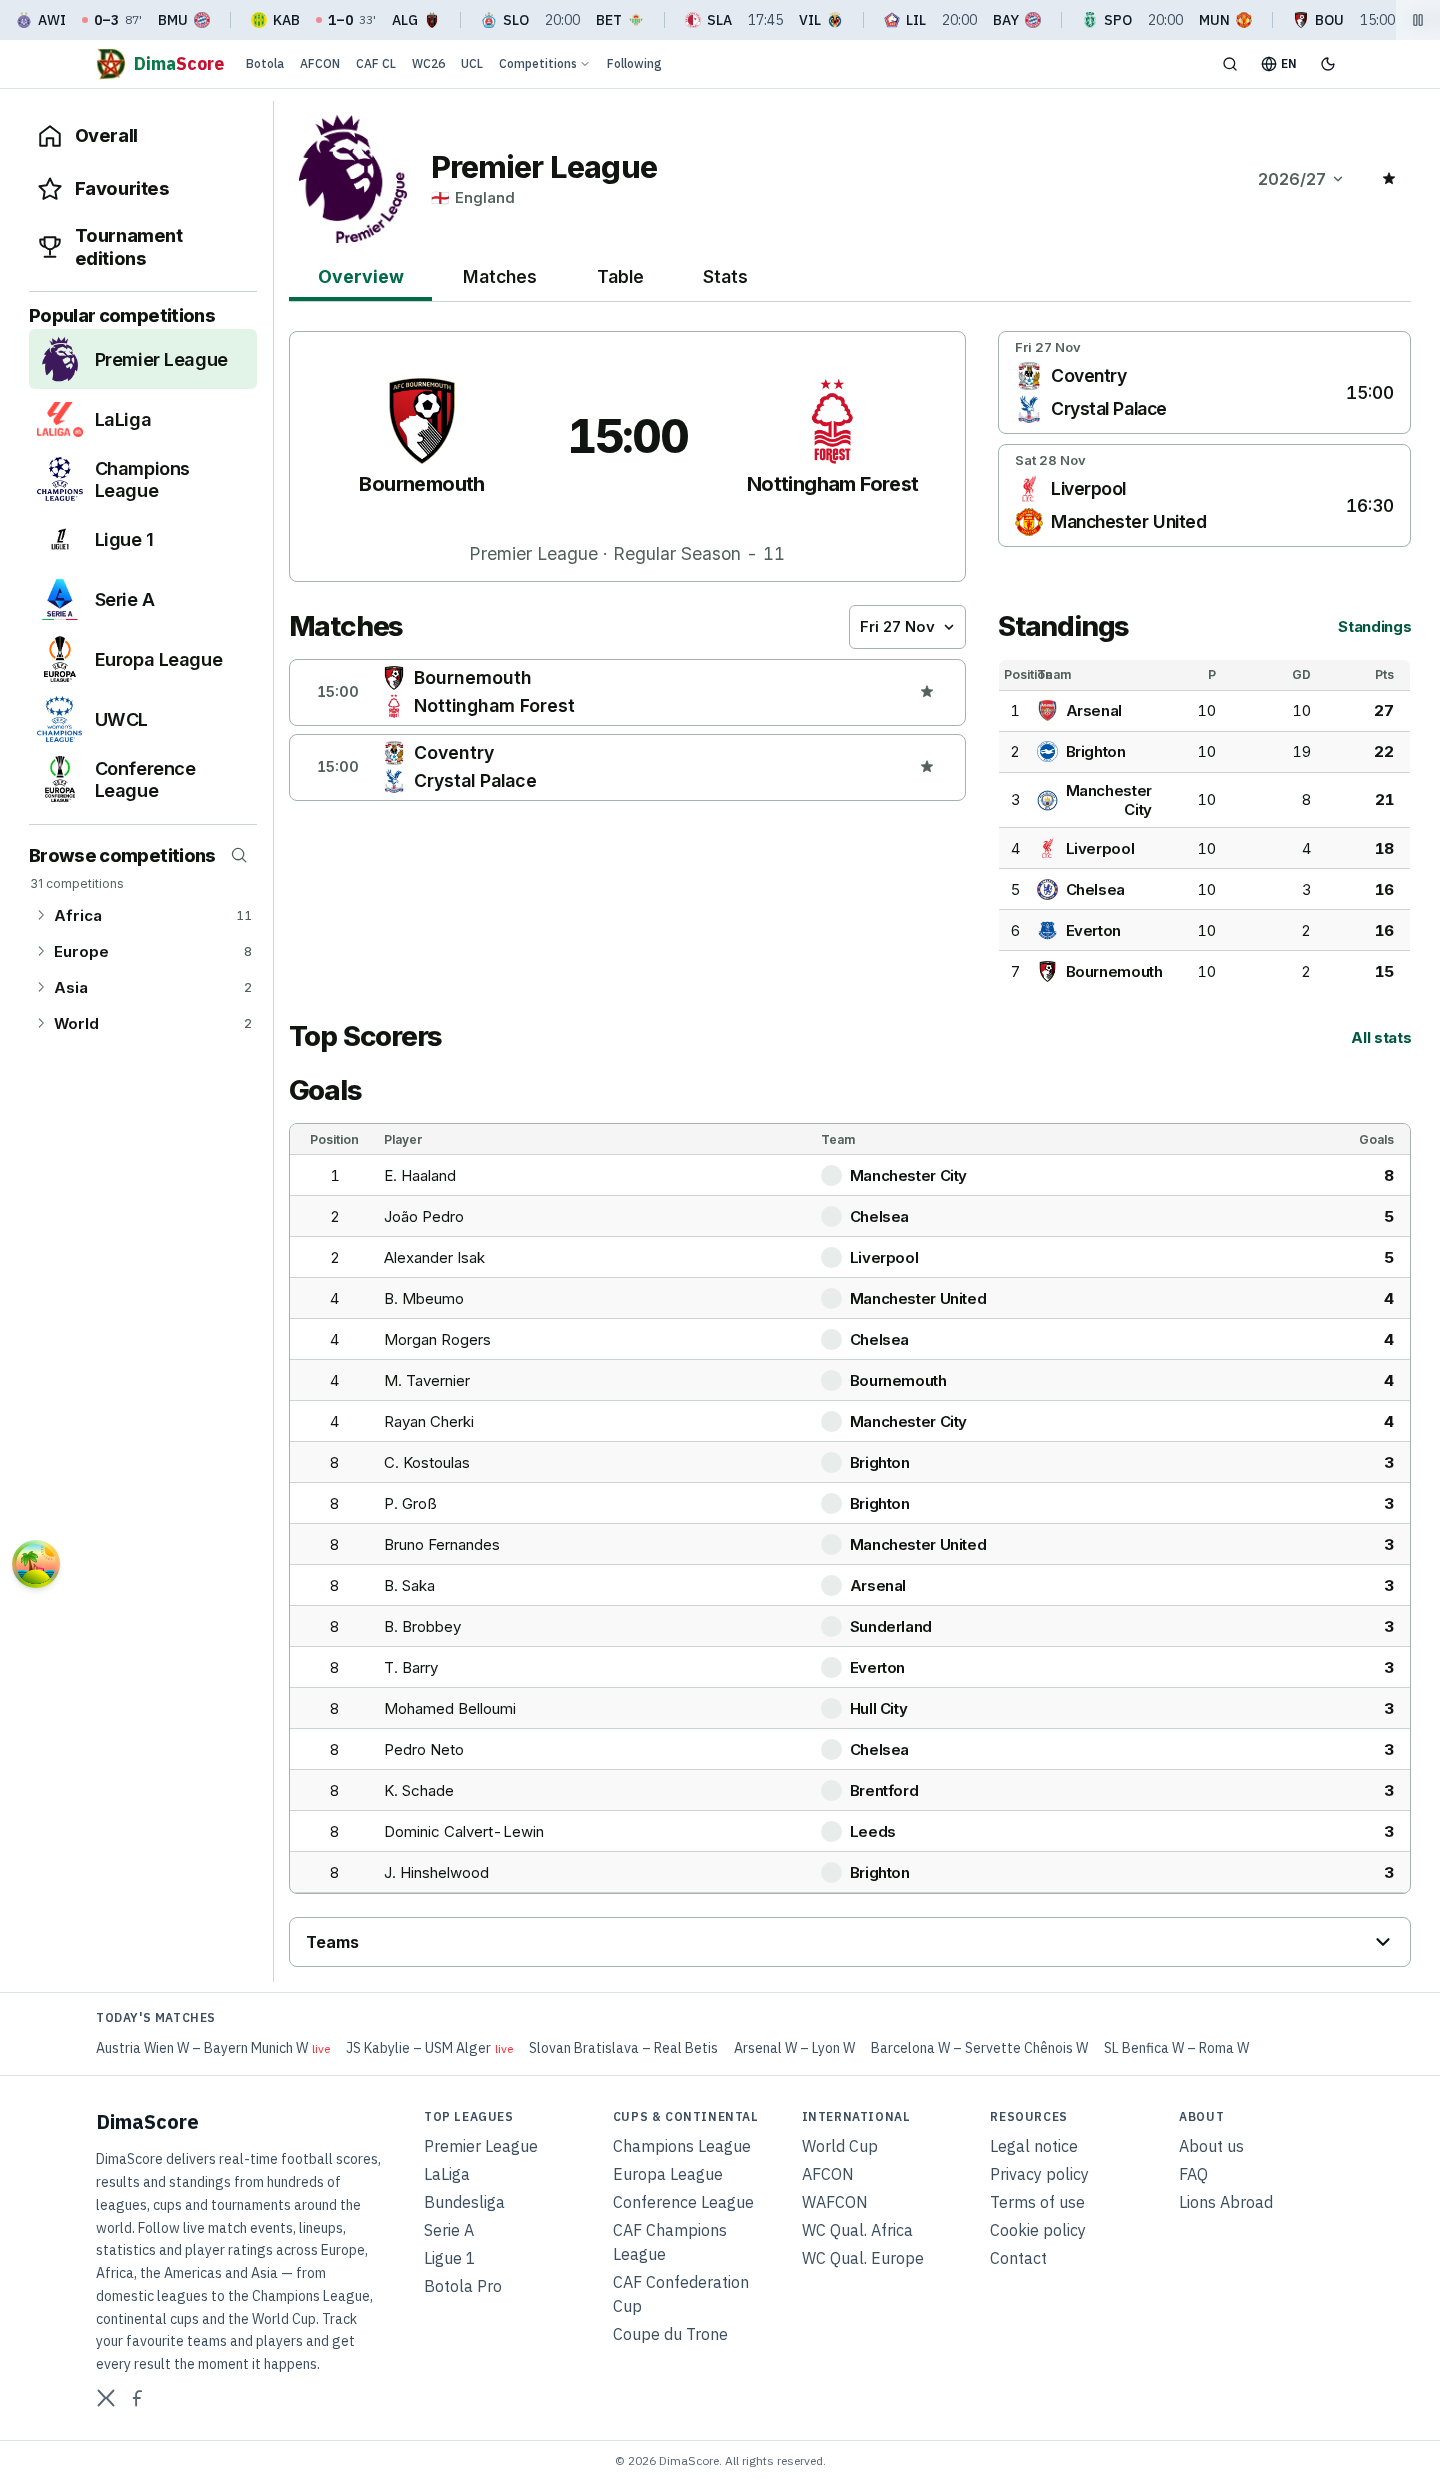 AWI 0–3 87' BMU KAB 1–0 33' ALG SLO 20:00 BET SLA 17:45 VIL LIL 20:00 BAY SPO 20:00 MUN BOU 15:00
DimaScore Botola AFCON CAF CL WC26 UCL Competitions Following EN
Overall
Favourites
Tournament
editions
Popular competitions
Premier League
LaLiga
Champions
League
Ligue 1
Serie A
Europa League
UWCL
Conference
League
Browse competitions
31 competitions
Africa 11
Europe 8
Asia 2
World 2
Premier League
Premier League
England
2026/27
Overview Matches Table Stats
Bournemouth 15:00 Nottingham Forest
Premier League · Regular Season - 11
Fri 27 Nov
Coventry
Crystal Palace
15:00
Sat 28 Nov
Liverpool
Manchester United
16:30
Matches
Fri 27 Nov
15:00
Bournemouth
Nottingham Forest
15:00
Coventry
Crystal Palace
Standings Standings
Position Team P GD Pts
1 Arsenal 10 10 27
2 Brighton 10 19 22
3 Manchester City 10 8 21
4 Liverpool 10 4 18
5 Chelsea 10 3 16
6 Everton 10 2 16
7 Bournemouth 10 2 15
Top Scorers All stats
Goals
Position Player Team Goals
1 E. Haaland Manchester City 8
2 João Pedro Chelsea 5
2 Alexander Isak Liverpool 5
4 B. Mbeumo Manchester United 4
4 Morgan Rogers Chelsea 4
4 M. Tavernier Bournemouth 4
4 Rayan Cherki Manchester City 4
8 C. Kostoulas Brighton 3
8 P. Groß Brighton 3
8 Bruno Fernandes Manchester United 3
8 B. Saka Arsenal 3
8 B. Brobbey Sunderland 3
8 T. Barry Everton 3
8 Mohamed Belloumi Hull City 3
8 Pedro Neto Chelsea 3
8 K. Schade Brentford 3
8 Dominic Calvert-Lewin Leeds 3
8 J. Hinshelwood Brighton 3
Teams
TODAY'S MATCHES
Austria Wien W – Bayern Munich W live JS Kabylie – USM Alger live Slovan Bratislava – Real Betis Arsenal W – Lyon W Barcelona W – Servette Chênois W SL Benfica W – Roma W
DimaScore
DimaScore delivers real-time football scores,
results and standings from hundreds of
leagues, cups and tournaments around the
world. Follow live match events, lineups,
statistics and player ratings across Europe,
Africa, the Americas and Asia — from
domestic leagues to the Champions League,
continental cups and the World Cup. Track
your favourite teams and players and get
every result the moment it happens.
TOP LEAGUES
Premier League
LaLiga
Bundesliga
Serie A
Ligue 1
Botola Pro
CUPS & CONTINENTAL
Champions League
Europa League
Conference League
CAF Champions
League
CAF Confederation
Cup
Coupe du Trone
INTERNATIONAL
World Cup
AFCON
WAFCON
WC Qual. Africa
WC Qual. Europe
RESOURCES
Legal notice
Privacy policy
Terms of use
Cookie policy
Contact
ABOUT
About us
FAQ
Lions Abroad
© 2026 DimaScore. All rights reserved.